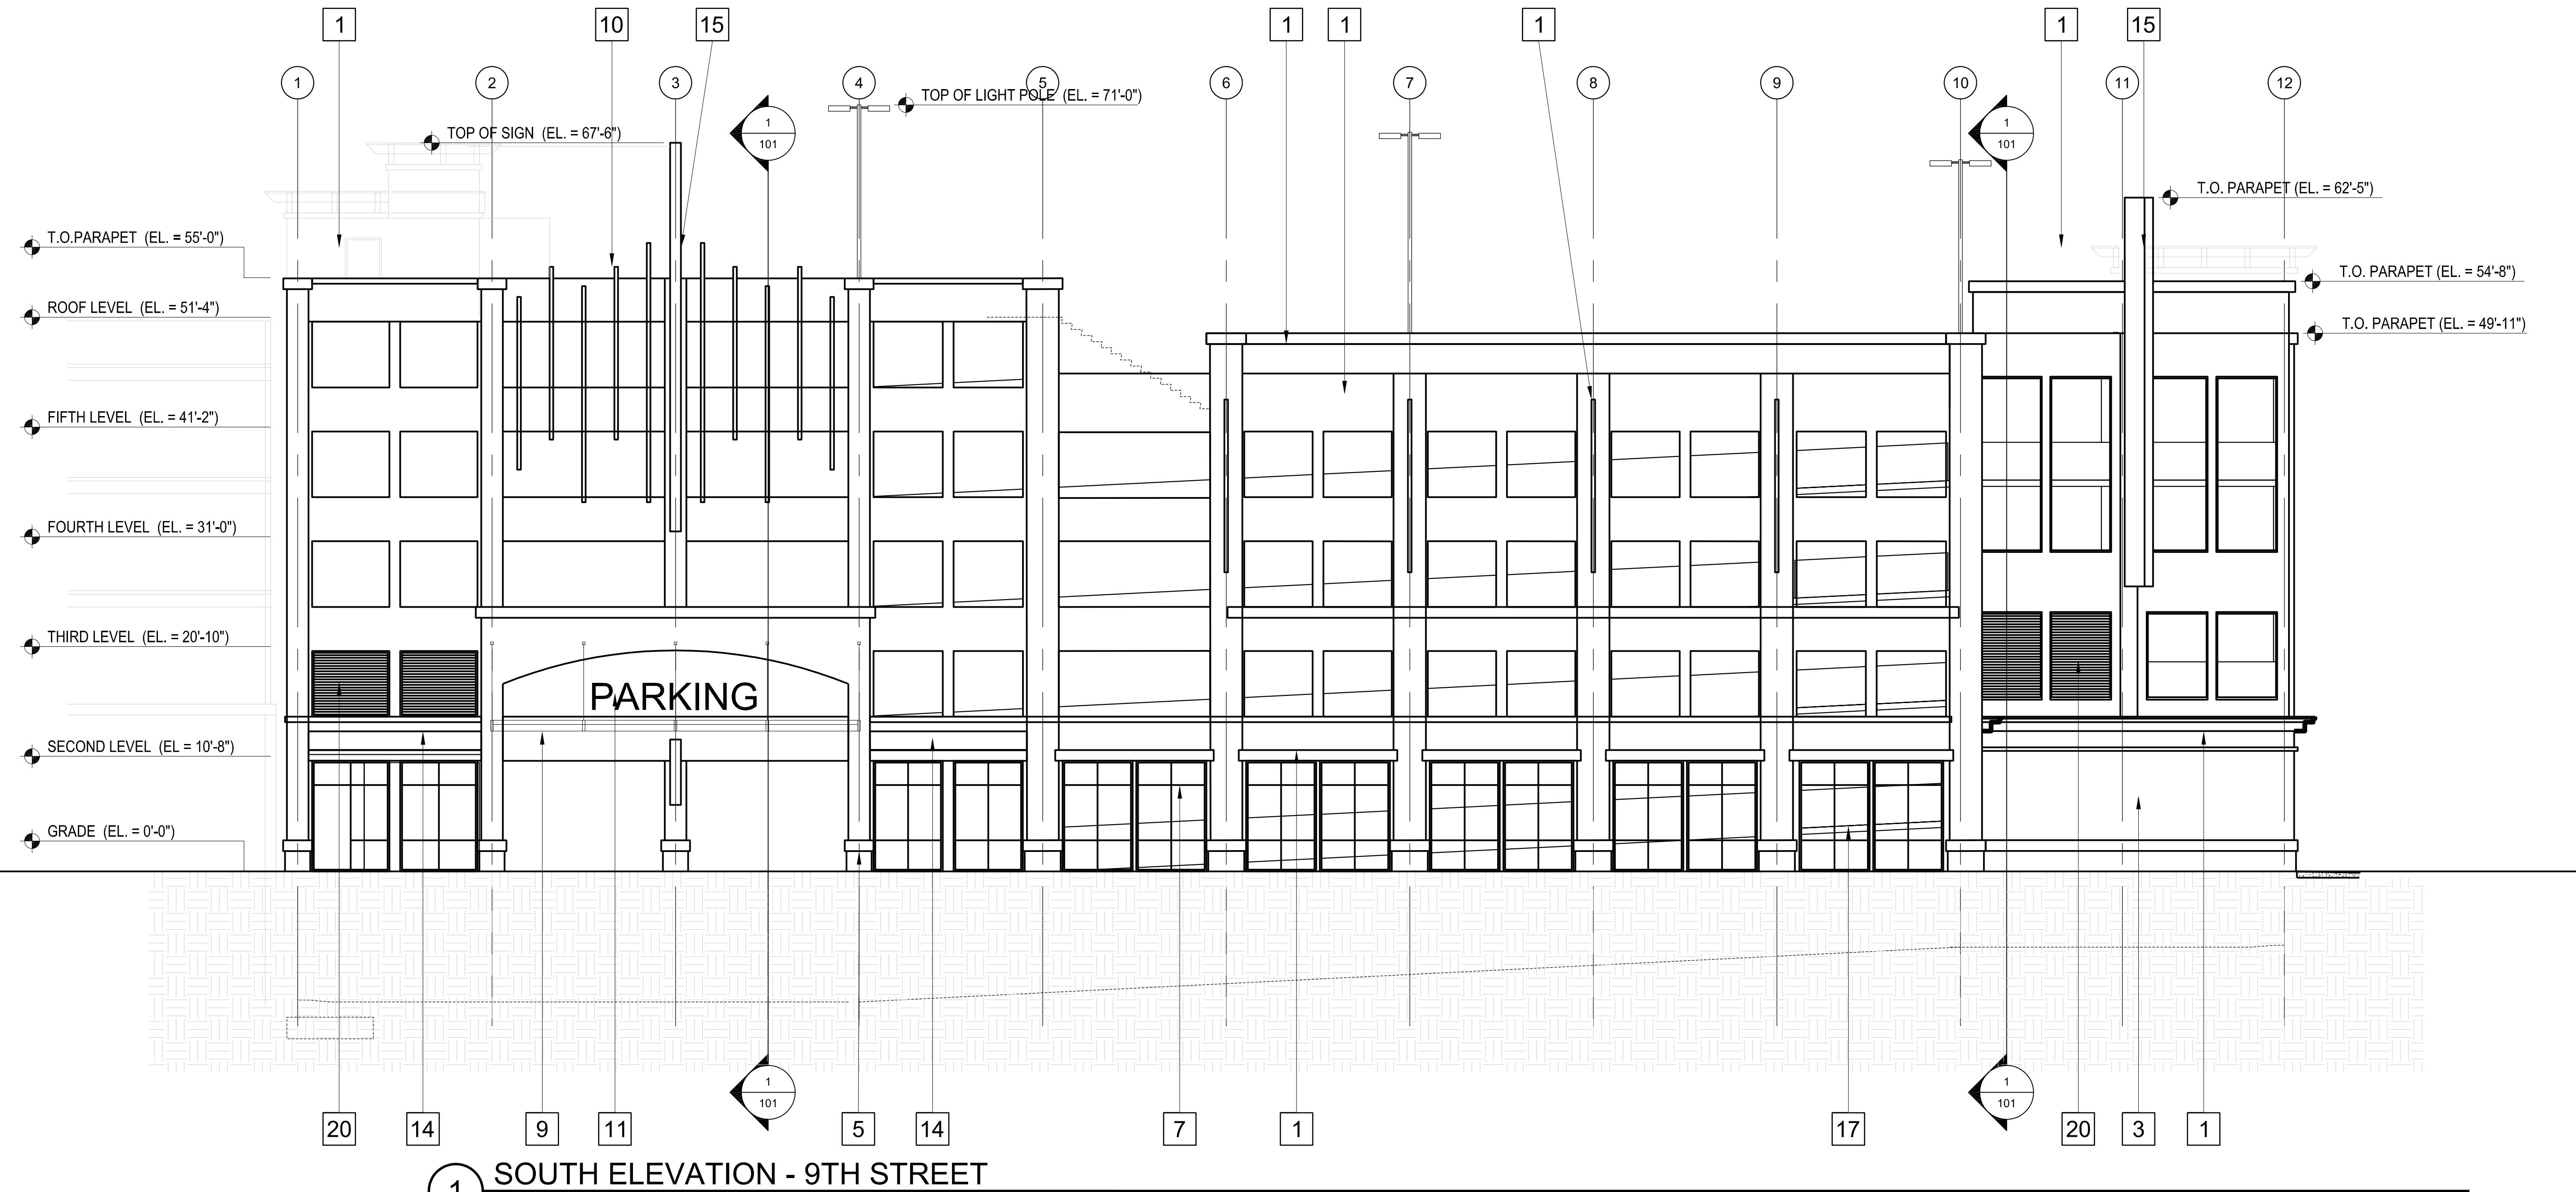 1 10 15 1 1 1 1 15
1 2 3 4 5 6 7 8 9 10 11 12
TOP OF LIGHT POLE (EL. = 71'-0")
1
101
1
101
TOP OF SIGN (EL. = 67'-6")
T.O. PARAPET (EL. = 62'-5")
T.O.PARAPET (EL. = 55'-0")
T.O. PARAPET (EL. = 54'-8")
ROOF LEVEL (EL. = 51'-4")
T.O. PARAPET (EL. = 49'-11")
FIFTH LEVEL (EL. = 41'-2")
FOURTH LEVEL (EL. = 31'-0")
THIRD LEVEL (EL. = 20'-10")
PARKING
SECOND LEVEL (EL = 10'-8")
GRADE (EL. = 0'-0")
1
101
1
101
20 14 9 11 5 14 7 1 17 20 3 1
1 SOUTH ELEVATION - 9TH STREET